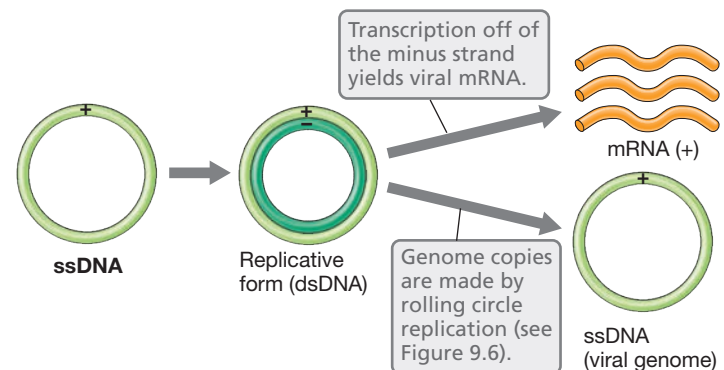 Transcription off of
the minus strand
yields viral mRNA.
+
ssDNA
+
−
Replicative
form (dsDNA)
mRNA (+)
Genome copies
are made by
rolling circle
replication (see
Figure 9.6).
+
ssDNA
(viral genome)